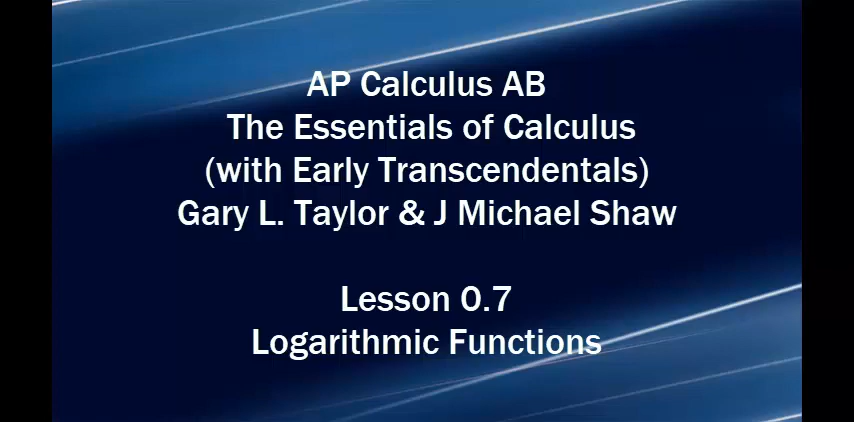 AP Calculus AB
The Essentials of Calculus
(with Early Transcendentals)
Gary L. Taylor & J Michael Shaw
Lesson 0.7
Logarithmic Functions